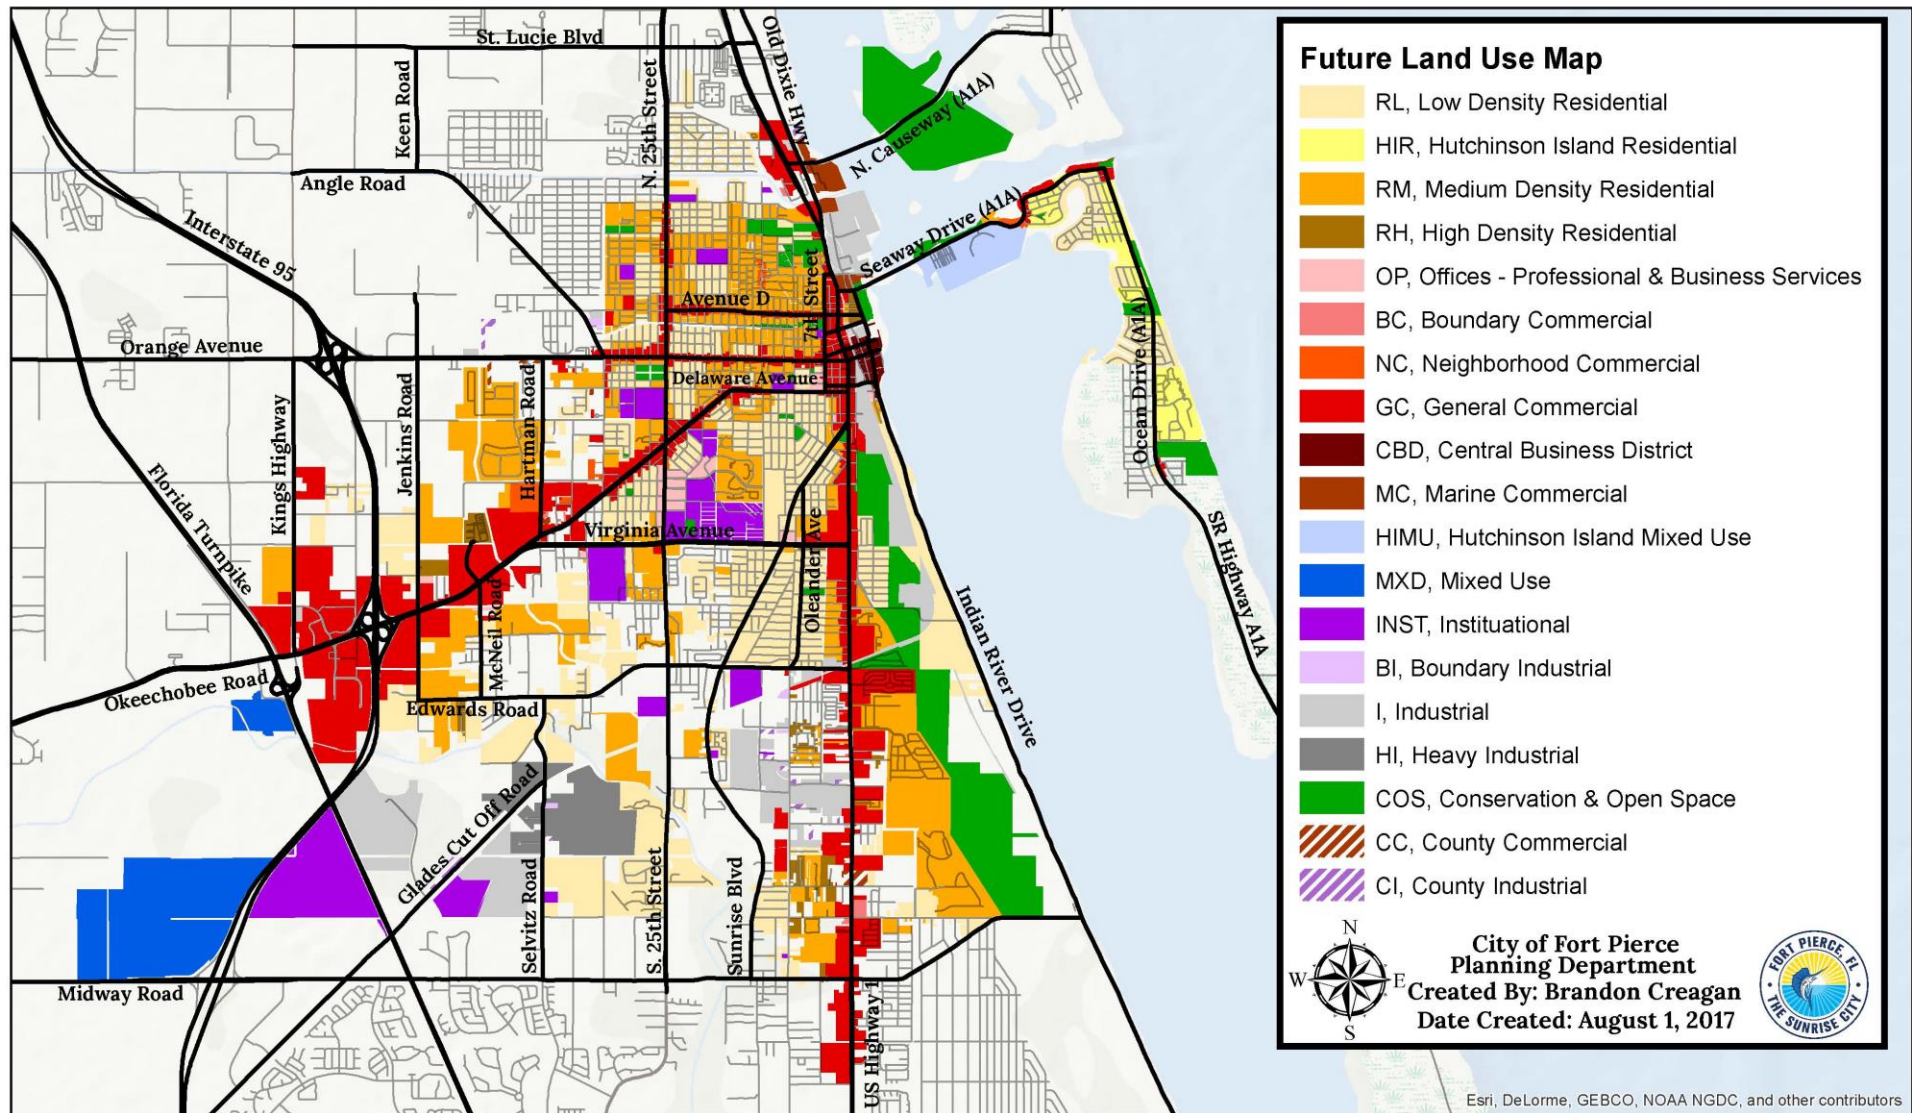 St. Lucie Blvd
Old Dixie Hwy
Keen Road
N. 25th Street
N. Causeway (A1A)
Angle Road
Interstate 95
Seaway Drive (A1A)
7th Street
Avenue D
Orange Avenue
Delaware Avenue
Ocean Drive (A1A)
Kings Highway
Jenkins Road
Hartman Road
Florida Turnpike
Virginia Avenue
Oleander Ave
SR Highway A1A
McNeil Road
Indian River Drive
Okeechobee Road
Edwards Road
Glades Cut Off Road
Selvitz Road
S. 25th Street
Sunrise Blvd
Midway Road
US Highway 1
Future Land Use Map
RL, Low Density Residential
HIR, Hutchinson Island Residential
RM, Medium Density Residential
RH, High Density Residential
OP, Offices - Professional & Business Services
BC, Boundary Commercial
NC, Neighborhood Commercial
GC, General Commercial
CBD, Central Business District
MC, Marine Commercial
HIMU, Hutchinson Island Mixed Use
MXD, Mixed Use
INST, Instituational
BI, Boundary Industrial
I, Industrial
HI, Heavy Industrial
COS, Conservation & Open Space
CC, County Commercial
CI, County Industrial
N
W
E
S
City of Fort Pierce
Planning Department
Created By: Brandon Creagan
Date Created: August 1, 2017
FORT PIERCE, FL
THE SUNRISE CITY
Esri, DeLorme, GEBCO, NOAA NGDC, and other contributors